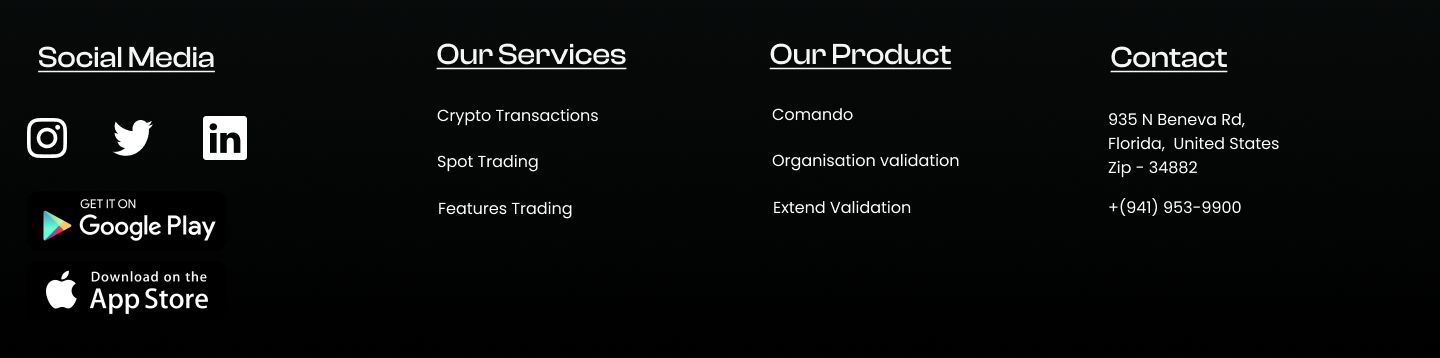 Social Media
GET IT ON
Google Play
Download on the
App Store
Our Services
Crypto Transactions
Spot Trading
Features Trading
Our Product
Comando
Organisation validation
Extend Validation
Contact
935 N Beneva Rd,
Florida,  United States
Zip - 34882
+(941) 953-9900